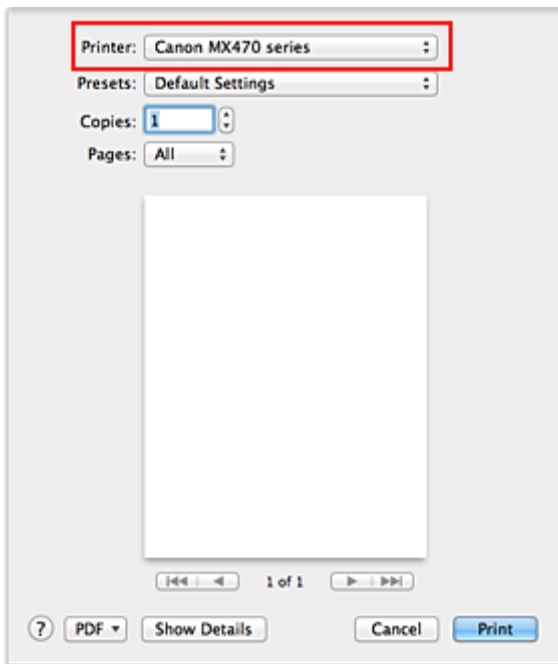 Printer: Canon MX470 series
Presets: Default Settings
Copies: 1
Pages: All
1 of 1
? PDF Show Details Cancel Print